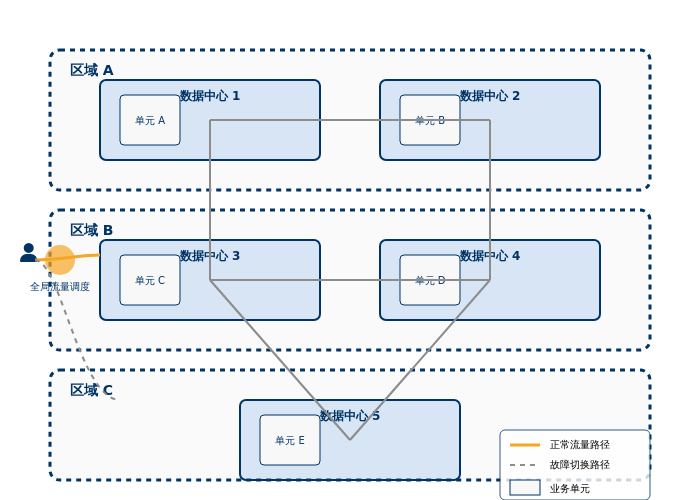 区域 A
数据中心 1
数据中心 2
单元 A
单元 B
区域 B
数据中心 3
数据中心 4
单元 C
单元 D
全局流量调度
区域 C
数据中心 5
单元 E
正常流量路径
故障切换路径
业务单元